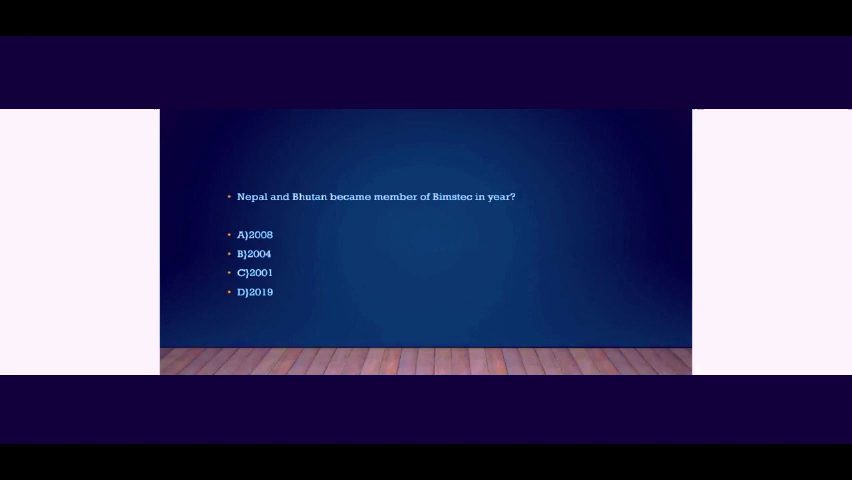 • Nepal and Bhutan became member of Bimstec in year?
• A)2008
• B)2004
• C)2001
• D)2019